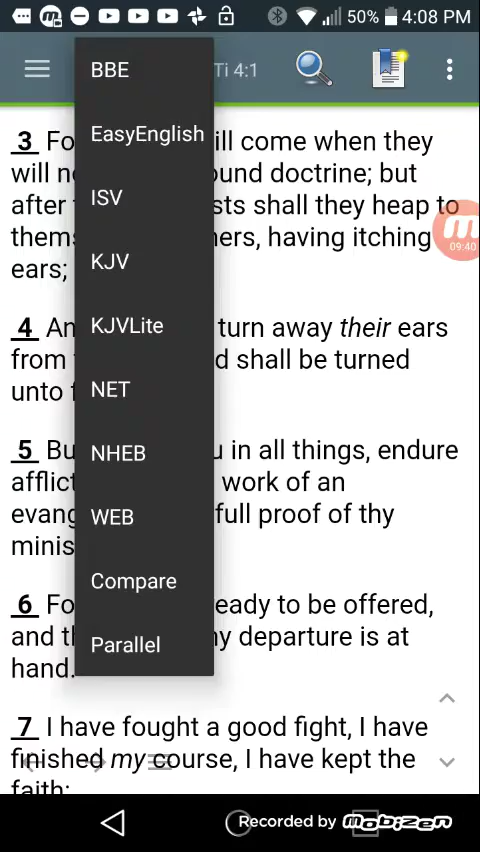 50% 4:08 PM
Ti 4:1
BBE
EasyEnglish
ISV
KJV
KJVLite
NET
NHEB
WEB
Compare
Parallel
3 Fo ill come when they
will n ound doctrine; but
after sts shall they heap to
them ers, having itching
ears;
09:40
4 An turn away their ears
from d shall be turned
unto
5 Bu u in all things, endure
afflict work of an
evang full proof of thy
minis
6 Fo eady to be offered,
and th y departure is at
hand.
7 I have fought a good fight, I have
finished my course, I have kept the
faith:
Recorded by Mobizen